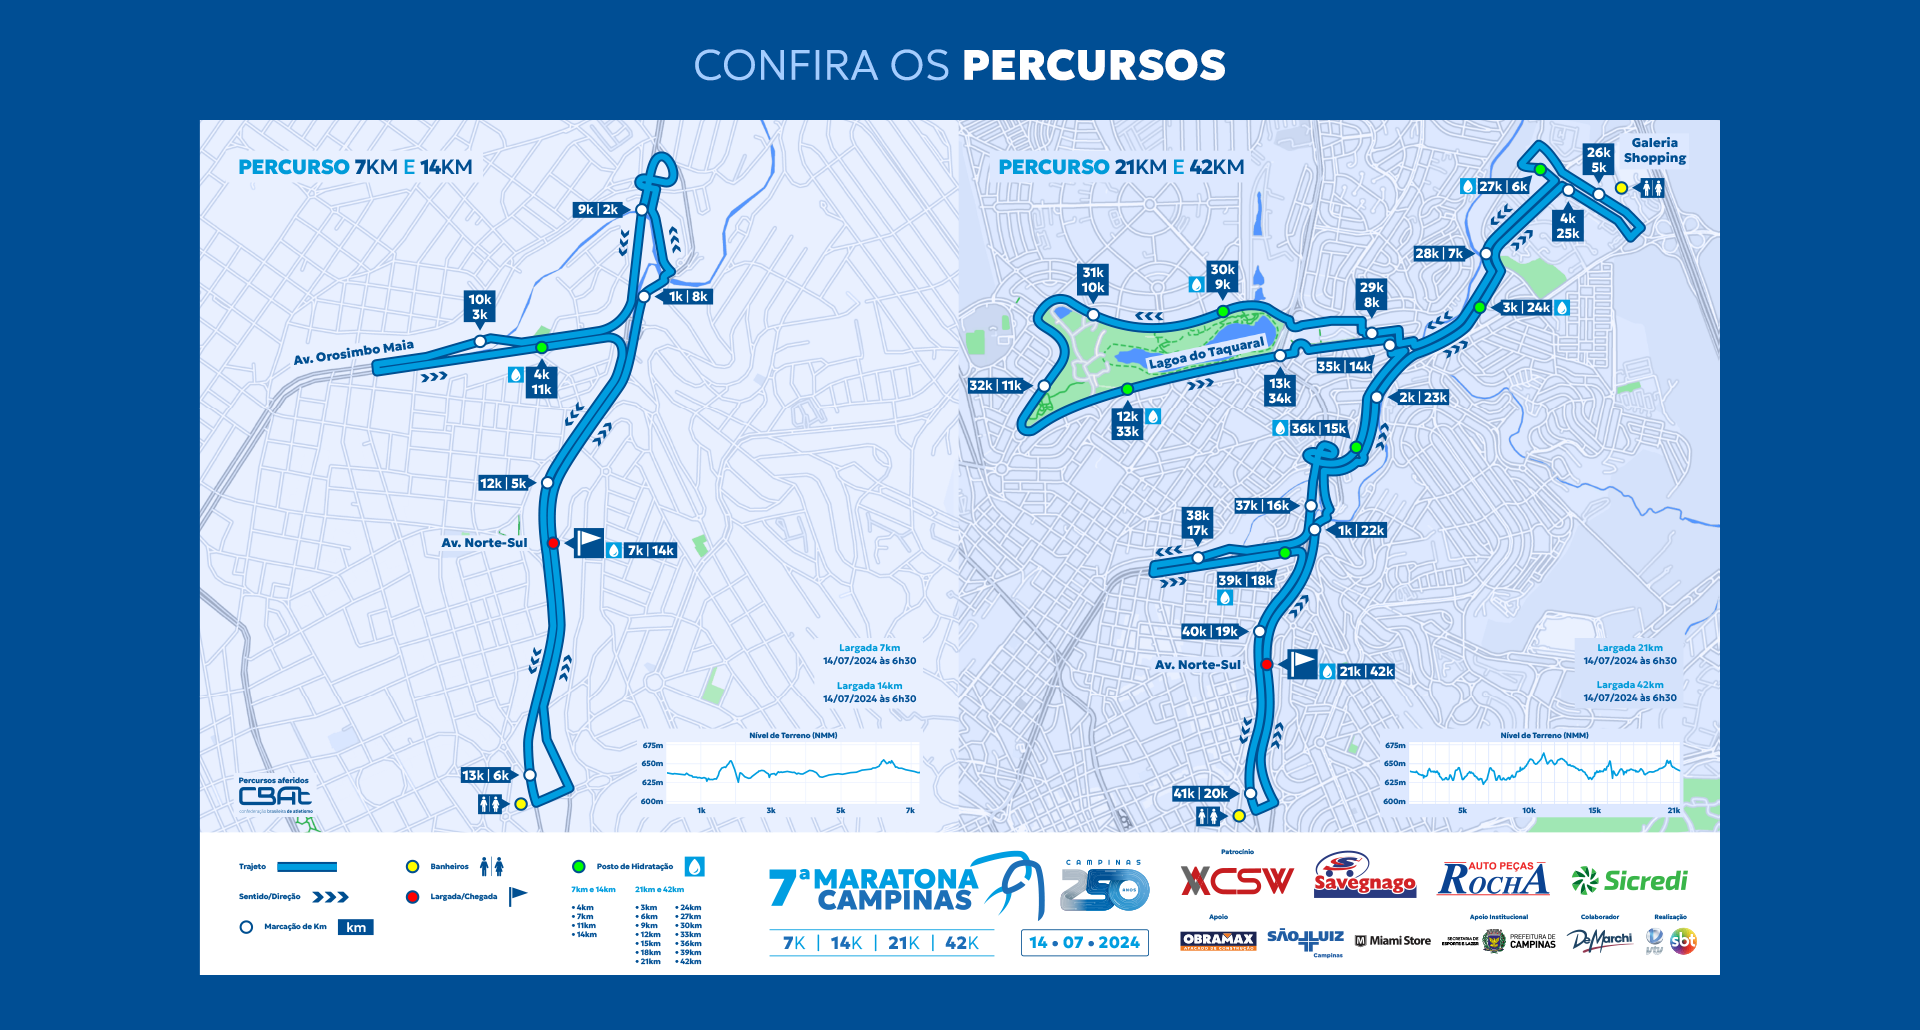 CONFIRA OS PERCURSOS
PERCURSO 7KM E 14KM
9k | 2k
1k | 8k
10k
3k
Av. Orosimbo Maia
4k
11k
12k | 5k
Av. Norte-Sul
7k | 14k
13k | 6k
Largada 7km
14/07/2024 às 6h30
Largada 14km
14/07/2024 às 6h30
Nível de Terreno (NMM)
675m
650m
625m
600m
1k
3k
5k
7k
Percursos aferidos
CBAt
confederação brasileira de atletismo
PERCURSO 21KM E 42KM
Galeria
Shopping
26k
5k
27k | 6k
4k
25k
28k | 7k
31k
10k
30k
9k
29k
8k
3k | 24k
Lagoa do Taquaral
35k | 14k
32k | 11k
13k
34k
2k | 23k
12k
33k
36k | 15k
37k | 16k
38k
17k
1k | 22k
39k | 18k
40k | 19k
Av. Norte-Sul
21k | 42k
41k | 20k
Largada 21km
14/07/2024 às 6h30
Largada 42km
14/07/2024 às 6h30
Nível de Terreno (NMM)
675m
650m
625m
600m
5k
10k
15k
21k
Trajeto
Sentido/Direção
Marcação de Km
km
Banheiros
Largada/Chegada
Posto de Hidratação
7km e 14km
• 4km
• 7km
• 11km
• 14km
21km e 42km
• 3km
• 6km
• 9km
• 12km
• 15km
• 18km
• 21km
• 24km
• 27km
• 30km
• 33km
• 36km
• 39km
• 42km
7ª MARATONA
CAMPINAS
7K | 14K | 21K | 42K
CAMPINAS
250
ANOS
14 • 07 • 2024
Patrocínio
CSW
Savegnago
AUTO PEÇAS
ROCHA
Sicredi
Apoio
OBRAMAX
ATACADO DE CONSTRUÇÃO
SÃO LUIZ
Campinas
Miami Store
Apoio Institucional
SECRETARIA DE
ESPORTE E LAZER
PREFEITURA DE
CAMPINAS
Colaborador
DeMarchi
Realização
vtv
sbt